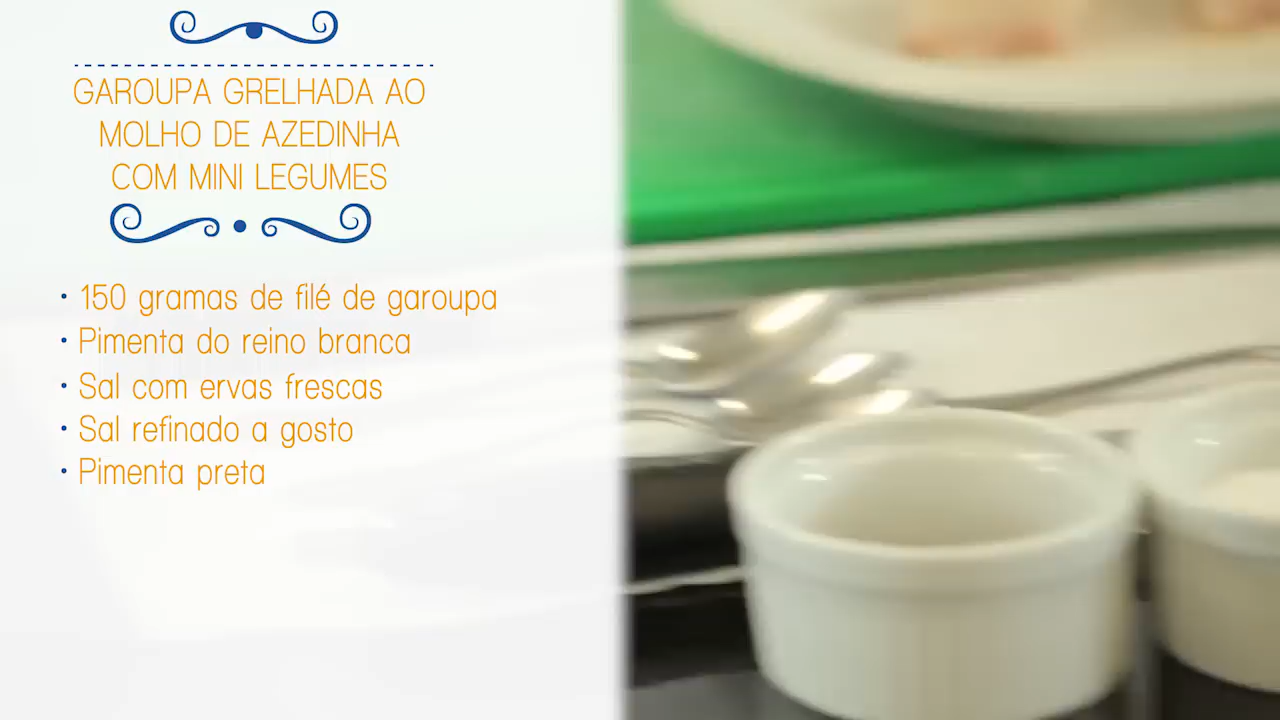 GAROUPA GRELHADA AO
MOLHO DE AZEDINHA
COM MINI LEGUMES
• 150 gramas de filé de garoupa
• Pimenta do reino branca
• Sal com ervas frescas
• Sal refinado a gosto
• Pimenta preta